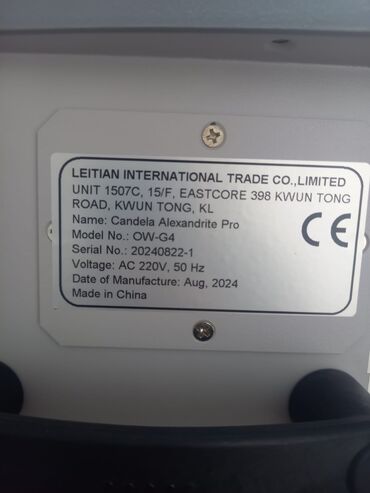 LEITIAN INTERNATIONAL TRADE CO.,LIMITED
UNIT 1507C, 15/F, EASTCORE 398 KWUN TONG
ROAD, KWUN TONG, KL
Name: Candela Alexandrite Pro
Model No.: OW-G4
Serial No.: 20240822-1
Voltage: AC 220V, 50 Hz
Date of Manufacture: Aug, 2024
Made in China
CE